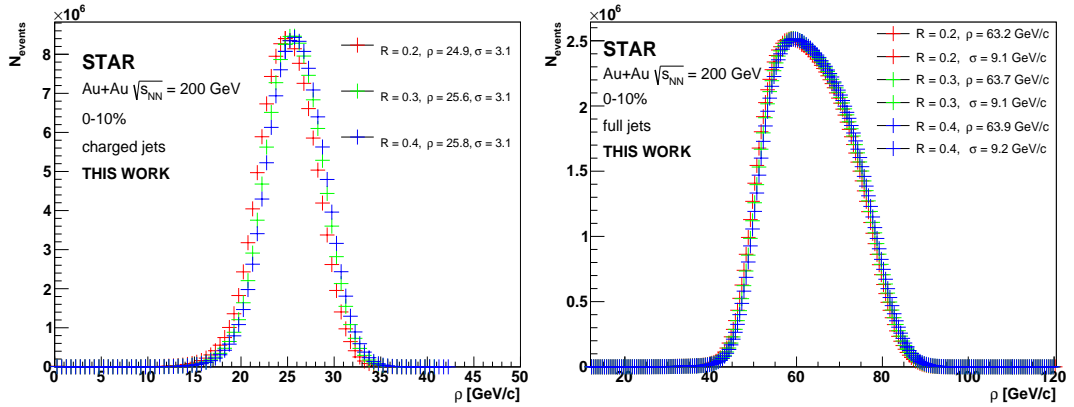 ×10⁶
N_events
8
7
6
5
4
3
2
1
0
STAR
Au+Au √s_NN = 200 GeV
0-10%
charged jets
THIS WORK
R = 0.2, ρ = 24.9, σ = 3.1
R = 0.3, ρ = 25.6, σ = 3.1
R = 0.4, ρ = 25.8, σ = 3.1
0 5 10 15 20 25 30 35 40 45 50
ρ [GeV/c]
×10⁶
N_events
2.5
2
1.5
1
0.5
0
STAR
Au+Au √s_NN = 200 GeV
0-10%
full jets
THIS WORK
R = 0.2, ρ = 63.2 GeV/c
R = 0.2, σ = 9.1 GeV/c
R = 0.3, ρ = 63.7 GeV/c
R = 0.3, σ = 9.1 GeV/c
R = 0.4, ρ = 63.9 GeV/c
R = 0.4, σ = 9.2 GeV/c
20 40 60 80 100 120
ρ [GeV/c]